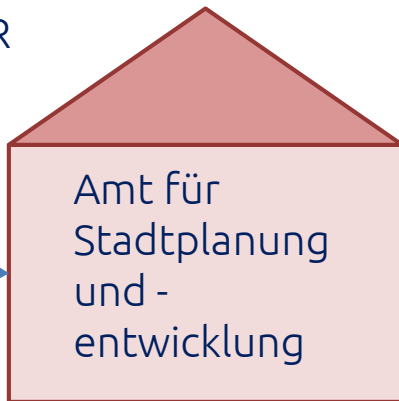 R
Amt für
Stadtplanung
und -
entwicklung